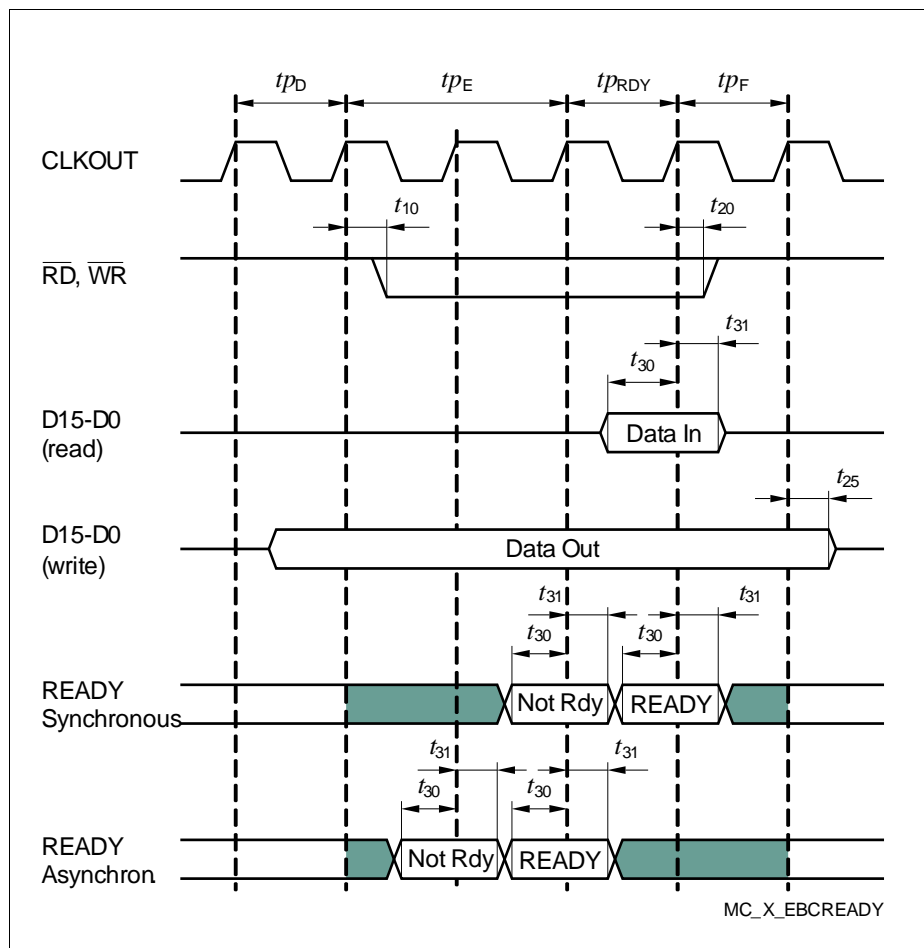 tpD tpE tpRDY tpF
CLKOUT
t10 t20
RD, WR
t31
t30
D15-D0
(read)
Data In
t25
D15-D0
(write)
Data Out
t31 t31
t30 t30
READY
Synchronous
Not Rdy READY
t31 t31
t30 t30
READY
Asynchron.
Not Rdy READY
MC_X_EBCREADY